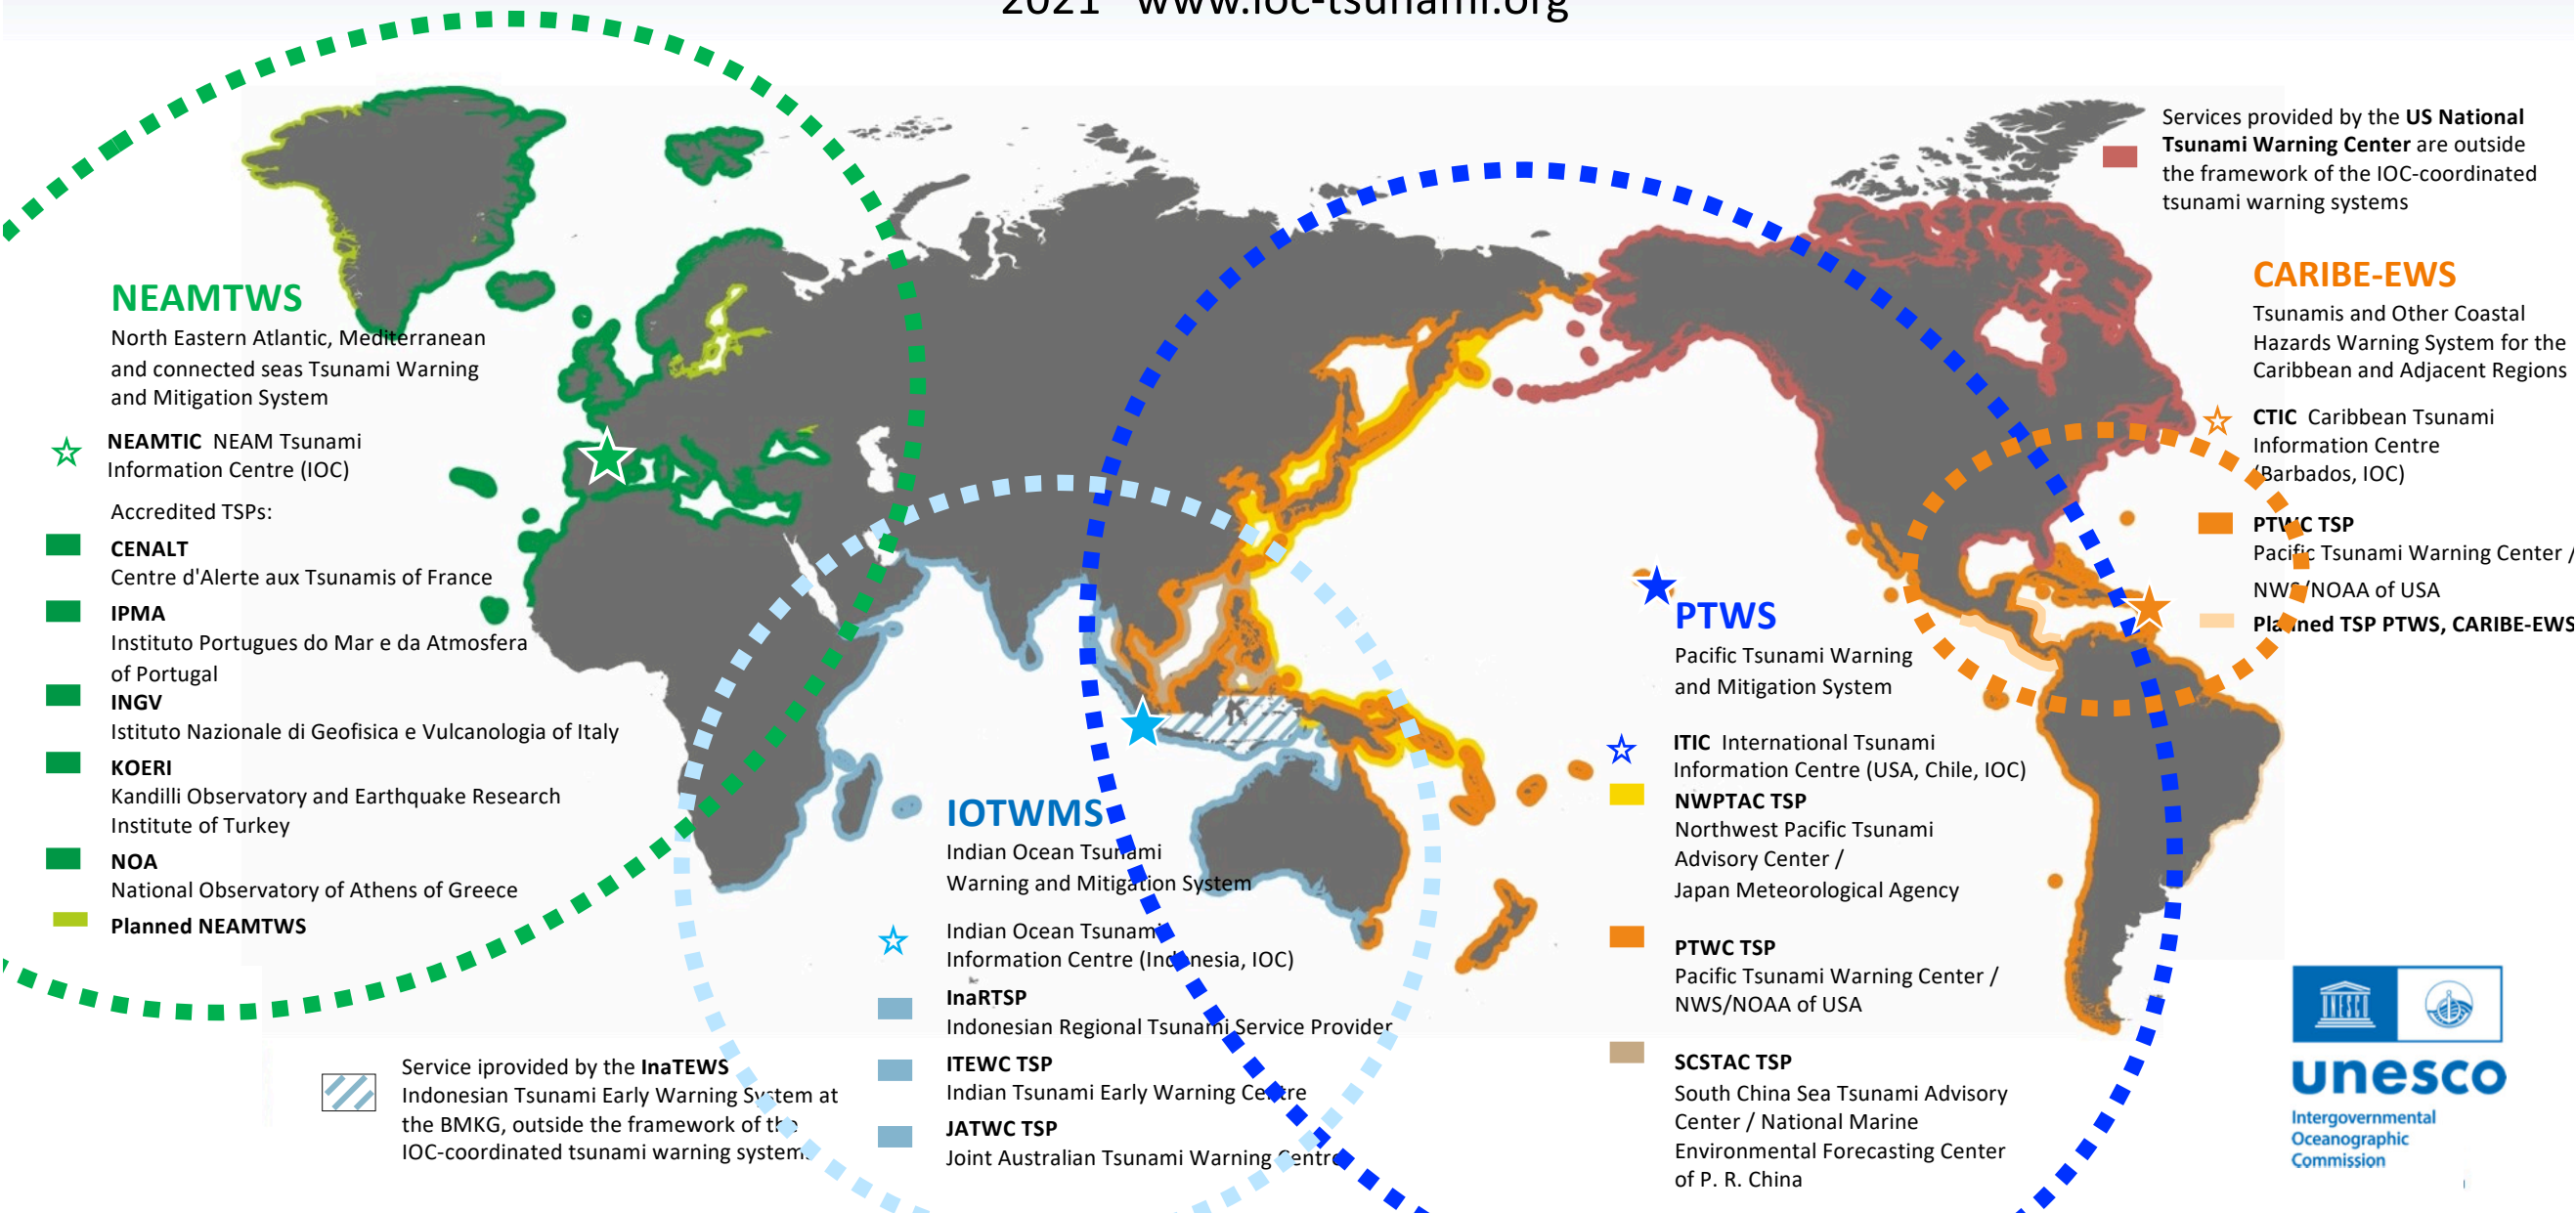 2021 www.ioc-tsunami.org
Services provided by the US National
Tsunami Warning Center are outside
the framework of the IOC-coordinated
tsunami warning systems
NEAMTWS
North Eastern Atlantic, Mediterranean
and connected seas Tsunami Warning
and Mitigation System
NEAMTIC NEAM Tsunami
Information Centre (IOC)
Accredited TSPs:
CENALT
Centre d'Alerte aux Tsunamis of France
IPMA
Instituto Portugues do Mar e da Atmosfera
of Portugal
INGV
Istituto Nazionale di Geofisica e Vulcanologia of Italy
KOERI
Kandilli Observatory and Earthquake Research
Institute of Turkey
NOA
National Observatory of Athens of Greece
Planned NEAMTWS
Service iprovided by the InaTEWS
Indonesian Tsunami Early Warning System at
the BMKG, outside the framework of the
IOC-coordinated tsunami warning systems
IOTWMS
Indian Ocean Tsunami
Warning and Mitigation System
Indian Ocean Tsunami
Information Centre (Indonesia, IOC)
InaRTSP
Indonesian Regional Tsunami Service Provider
ITEWC TSP
Indian Tsunami Early Warning Centre
JATWC TSP
Joint Australian Tsunami Warning Centre
PTWS
Pacific Tsunami Warning
and Mitigation System
ITIC International Tsunami
Information Centre (USA, Chile, IOC)
NWPTAC TSP
Northwest Pacific Tsunami
Advisory Center /
Japan Meteorological Agency
PTWC TSP
Pacific Tsunami Warning Center /
NWS/NOAA of USA
SCSTAC TSP
South China Sea Tsunami Advisory
Center / National Marine
Environmental Forecasting Center
of P. R. China
CARIBE-EWS
Tsunamis and Other Coastal
Hazards Warning System for the
Caribbean and Adjacent Regions
CTIC Caribbean Tsunami
Information Centre
(Barbados, IOC)
PTWC TSP
Pacific Tsunami Warning Center /
NWS/NOAA of USA
Planned TSP PTWS, CARIBE-EWS
UNESCO
unesco
Intergovernmental
Oceanographic
Commission